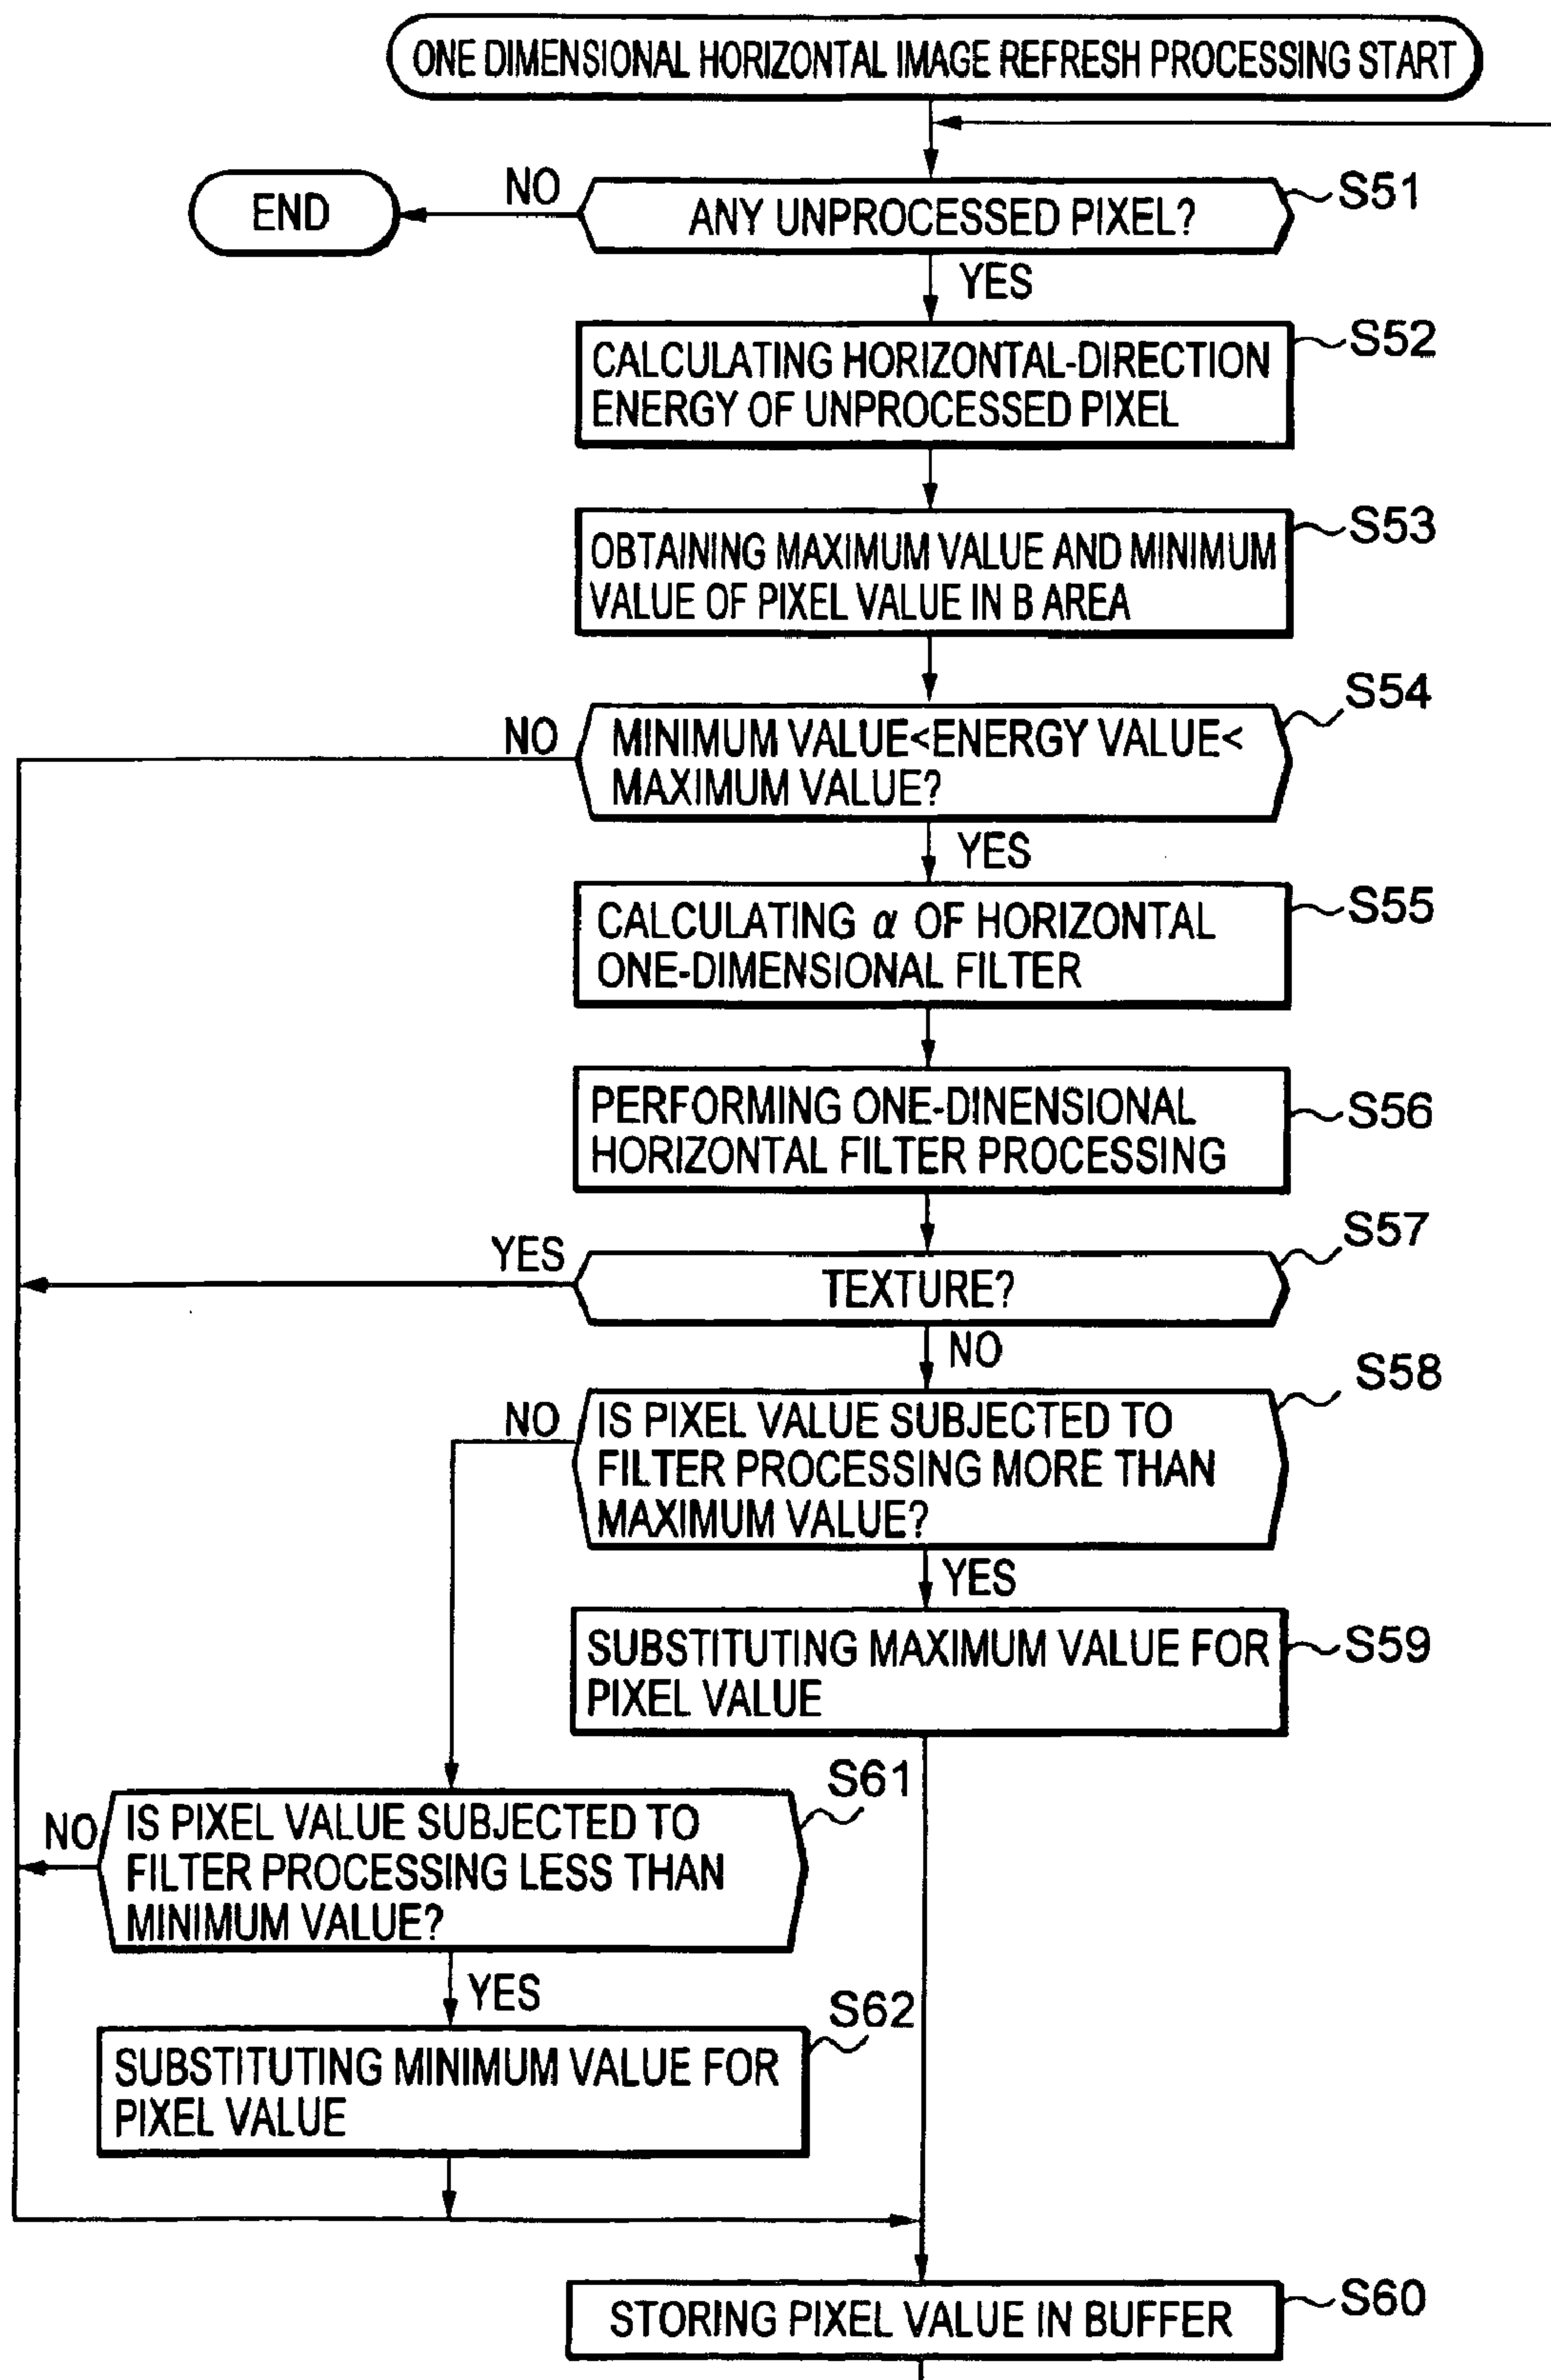 ONE DIMENSIONAL HORIZONTAL IMAGE REFRESH PROCESSING START
END
NO
ANY UNPROCESSED PIXEL?
S51
YES
CALCULATING HORIZONTAL-DIRECTION
ENERGY OF UNPROCESSED PIXEL
S52
OBTAINING MAXIMUM VALUE AND MINIMUM
VALUE OF PIXEL VALUE IN B AREA
S53
NO
MINIMUM VALUE<ENERGY VALUE<
MAXIMUM VALUE?
S54
YES
CALCULATING α OF HORIZONTAL
ONE-DIMENSIONAL FILTER
S55
PERFORMING ONE-DINENSIONAL
HORIZONTAL FILTER PROCESSING
S56
YES
TEXTURE?
S57
NO
NO
IS PIXEL VALUE SUBJECTED TO
FILTER PROCESSING MORE THAN
MAXIMUM VALUE?
S58
YES
SUBSTITUTING MAXIMUM VALUE FOR
PIXEL VALUE
S59
NO
IS PIXEL VALUE SUBJECTED TO
FILTER PROCESSING LESS THAN
MINIMUM VALUE?
S61
YES
SUBSTITUTING MINIMUM VALUE FOR
PIXEL VALUE
S62
STORING PIXEL VALUE IN BUFFER
S60